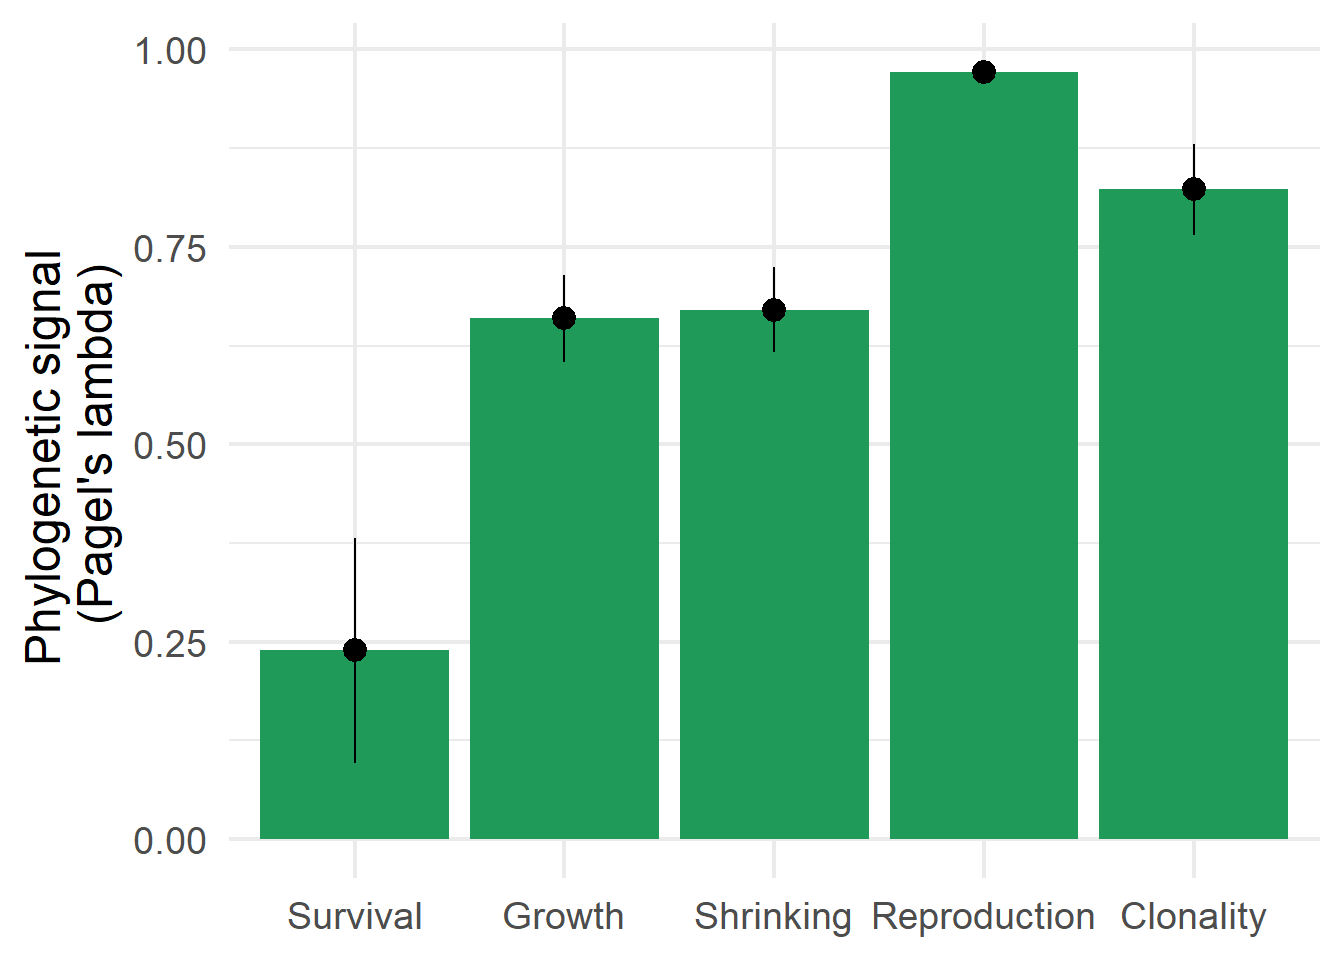 Phylogenetic signal
(Pagel's lambda)
1.00
0.75
0.50
0.25
0.00
Survival Growth Shrinking Reproduction Clonality